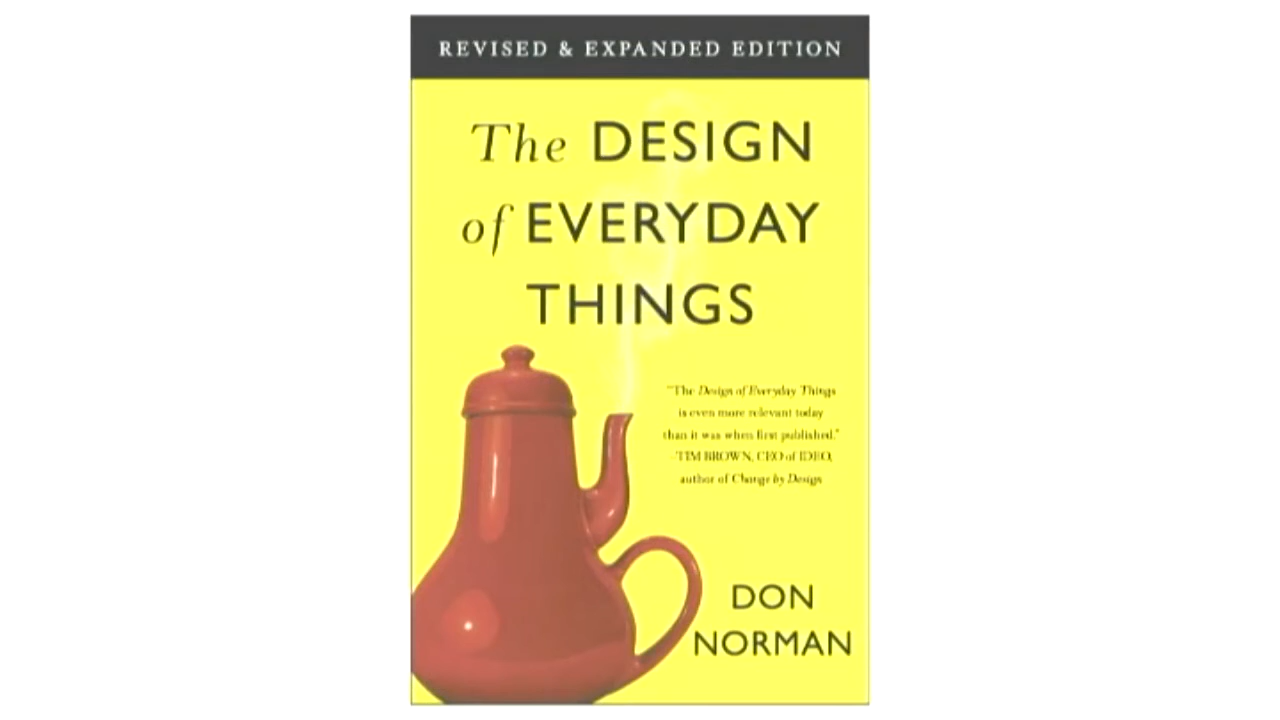 REVISED & EXPANDED EDITION
The DESIGN
of EVERYDAY
THINGS
"The Design of Everyday Things
is even more relevant today
than it was when first published."
-TIM BROWN, CEO of IDEO,
author of Change by Design
DON
NORMAN